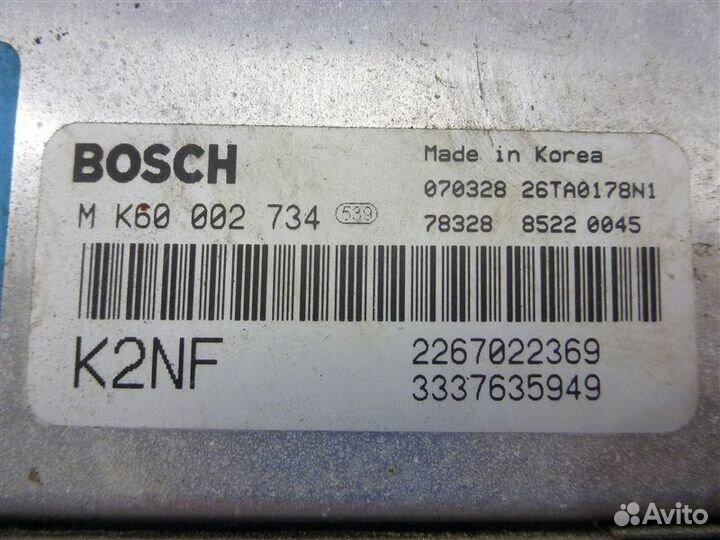 BOSCH
Made in Korea
070328 26TA0178N1
M K60 002 734 539
78328 8522 0045
K2NF
2267022369
3337635949
Avito